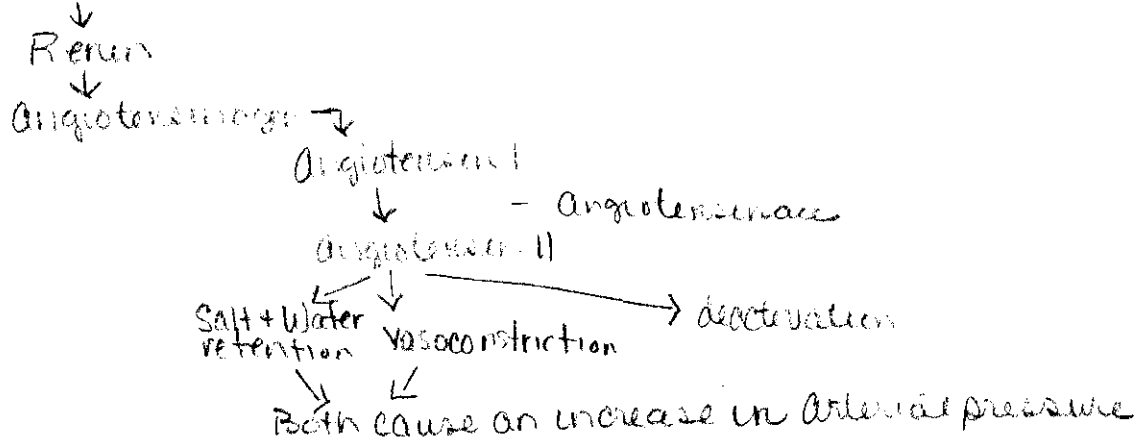 Renin
Angiotensinogen
Angiotensin I
- Angiotensinase
Angiotensin II
Salt + Water
retention
Vasoconstriction
deactivation
Both cause an increase in Arterial pressure